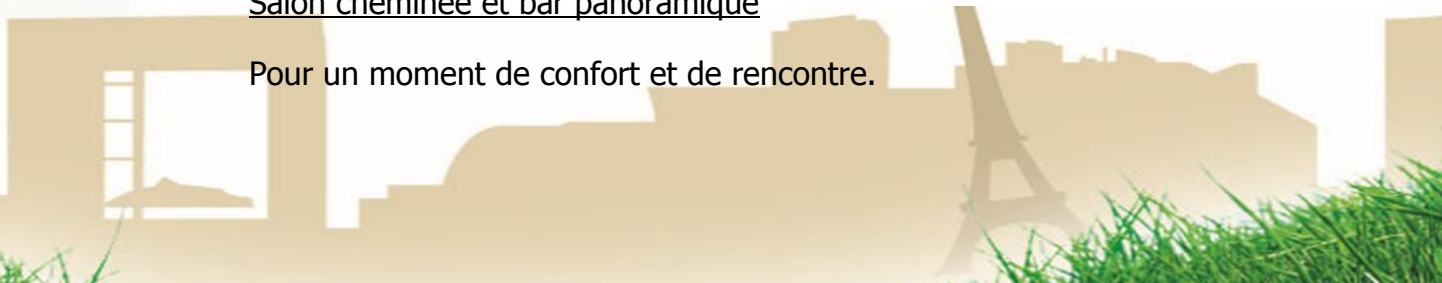 Salon cheminée et bar panoramique
Pour un moment de confort et de rencontre.